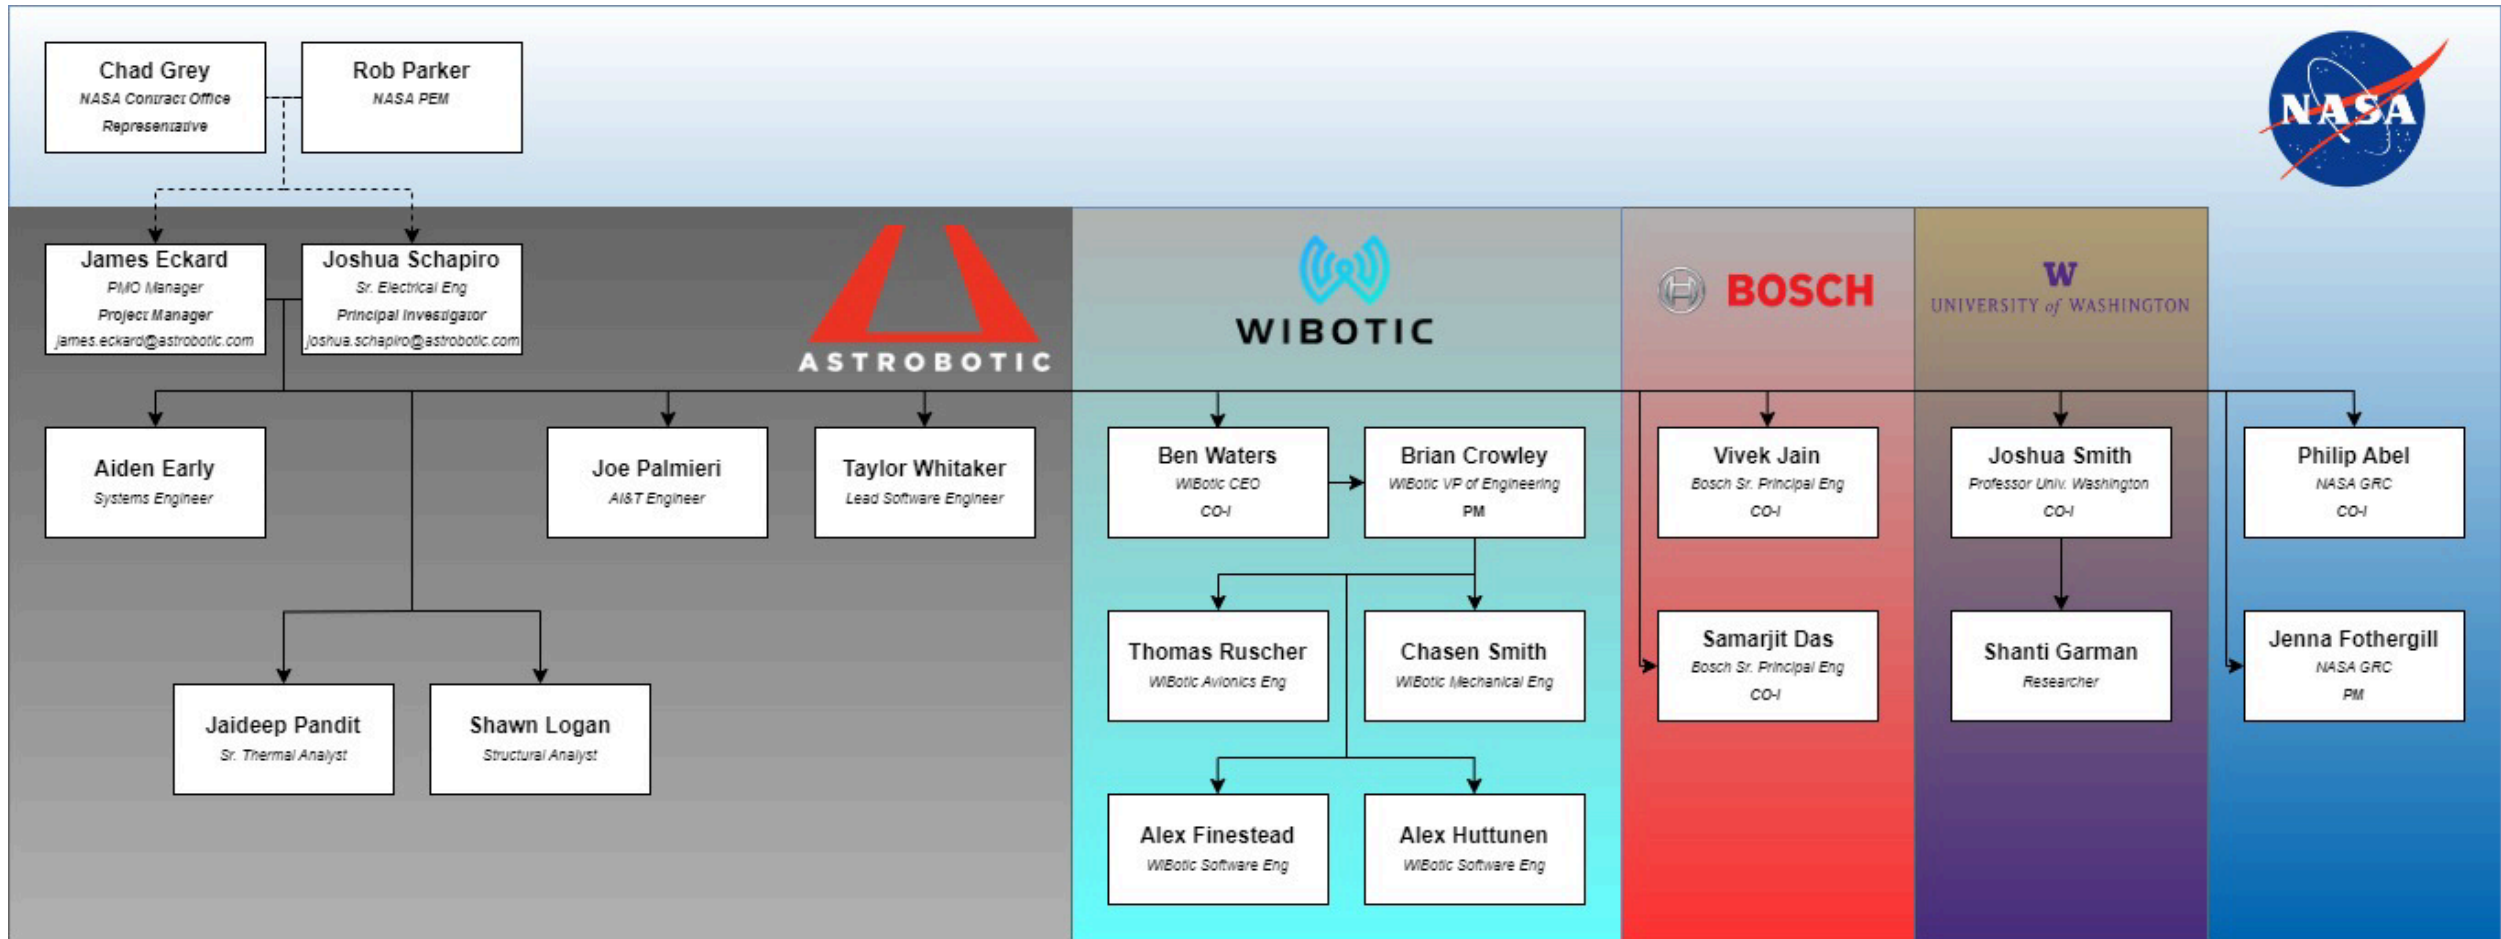 Chad Grey
NASA Contract Office
Representative
Rob Parker
NASA PEM
NASA
James Eckard
PMO Manager
Project Manager
james.eckard@astrobotic.com
Joshua Schapiro
Sr. Electrical Eng
Principal Investigator
joshua.schapiro@astrobotic.com
ASTROBOTIC
WIBOTIC
BOSCH
W
UNIVERSITY of WASHINGTON
Aiden Early
Systems Engineer
Joe Palmieri
AI&T Engineer
Taylor Whitaker
Lead Software Engineer
Ben Waters
WiBotic CEO
CO-I
Brian Crowley
WiBotic VP of Engineering
PM
Vivek Jain
Bosch Sr. Principal Eng
CO-I
Joshua Smith
Professor Univ. Washington
CO-I
Philip Abel
NASA GRC
CO-I
Thomas Ruscher
WiBotic Avionics Eng
Chasen Smith
WiBotic Mechanical Eng
Samarjit Das
Bosch Sr. Principal Eng
CO-I
Shanti Garman
Researcher
Jenna Fothergill
NASA GRC
PM
Jaideep Pandit
Sr. Thermal Analyst
Shawn Logan
Structural Analyst
Alex Finestead
WiBotic Software Eng
Alex Huttunen
WiBotic Software Eng